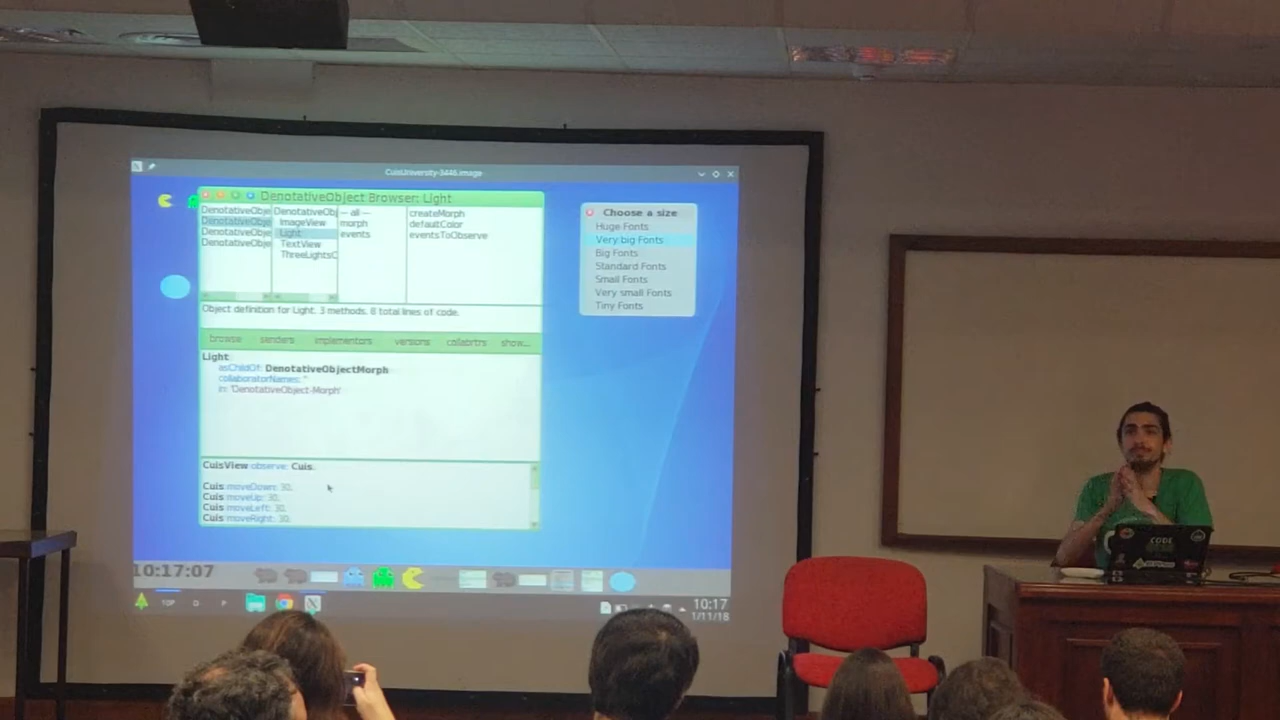 CuisUniversity-3446.image
DenotativeObject Browser: Light
DenotativeObje
DenotativeObje
DenotativeObje
DenotativeObje
DenotativeObj
ImageView
Light
TextView
ThreeLightsC
-- all --
morph
events
createMorph
defaultColor
eventsToObserve
Object definition for Light. 3 methods. 8 total lines of code.
browse senders implementors versions collabrtrs show...
Light
asChildOf: DenotativeObjectMorph
collaboratorNames: ''
in: 'DenotativeObject-Morph'
CuisView observe: Cuis.
Cuis moveDown: 30.
Cuis moveUp: 30.
Cuis moveLeft: 30.
Cuis moveRight: 30.
Choose a size
Huge Fonts
Very big Fonts
Big Fonts
Standard Fonts
Small Fonts
Very small Fonts
Tiny Fonts
10:17:07
TOP D P
10:17
1/11/18
CODE